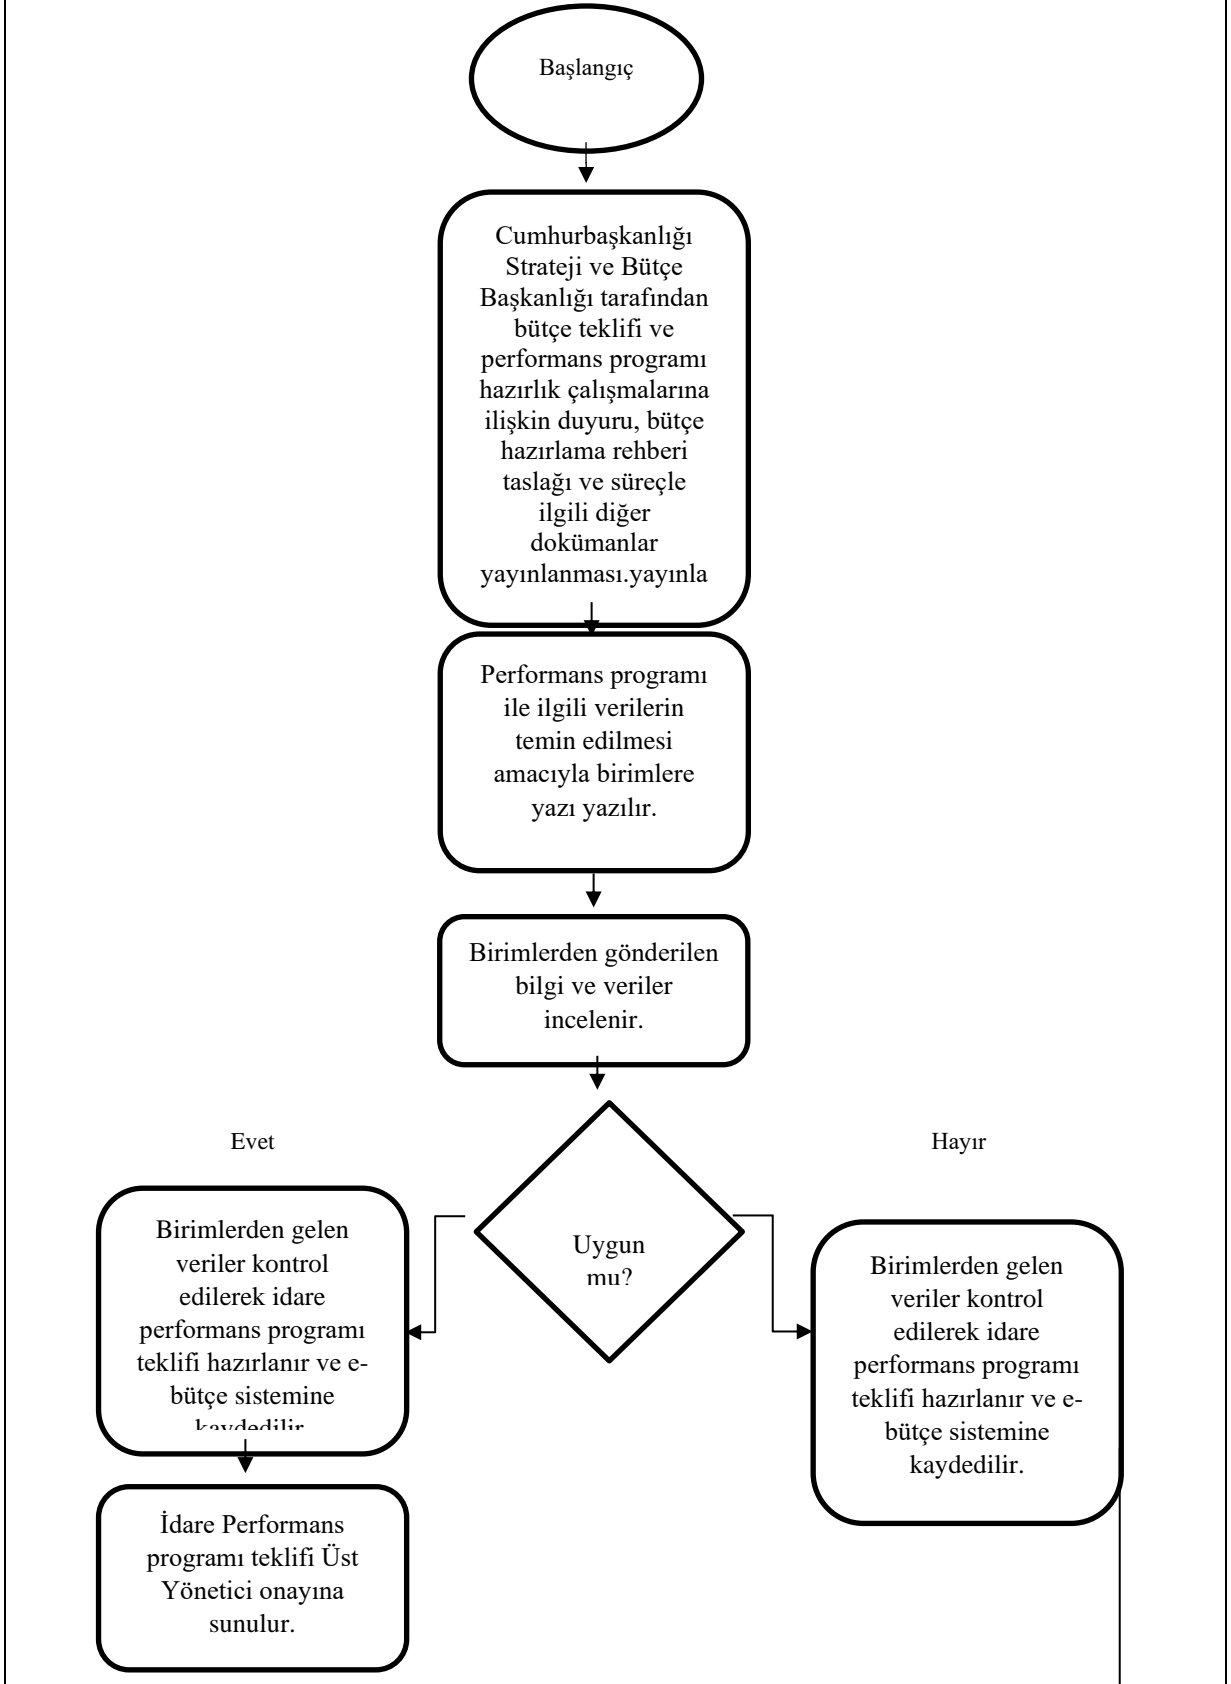 Başlangıç
Cumhurbaşkanlığı
Strateji ve Bütçe
Başkanlığı tarafından
bütçe teklifi ve
performans programı
hazırlık çalışmalarına
ilişkin duyuru, bütçe
hazırlama rehberi
taslağı ve süreçle
ilgili diğer
dokümanlar
yayınlanması.yayınla
Performans programı
ile ilgili verilerin
temin edilmesi
amacıyla birimlere
yazı yazılır.
Birimlerden gönderilen
bilgi ve veriler
incelenir.
Evet
Hayır
Uygun
mu?
Birimlerden gelen
veriler kontrol
edilerek idare
performans programı
teklifi hazırlanır ve e-
bütçe sistemine
kaydedilir.
Birimlerden gelen
veriler kontrol
edilerek idare
performans programı
teklifi hazırlanır ve e-
bütçe sistemine
kaydedilir.
İdare Performans
programı teklifi Üst
Yönetici onayına
sunulur.